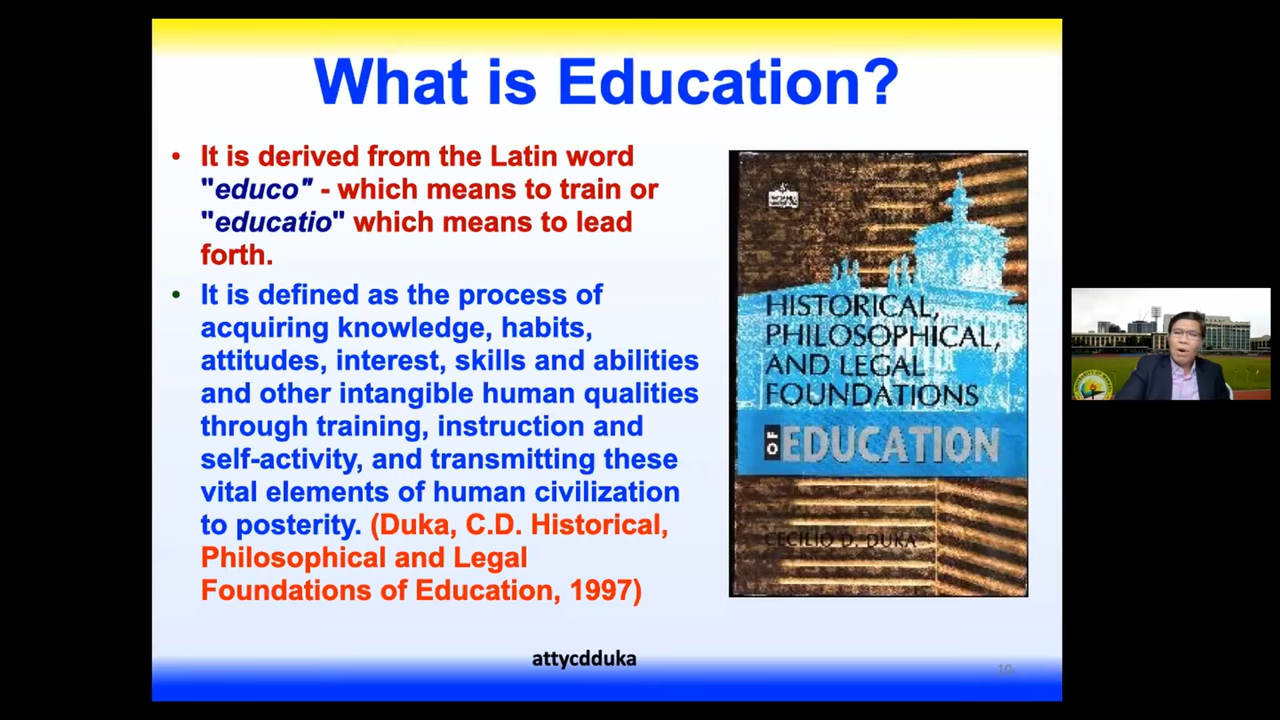 What is Education?
• It is derived from the Latin word
"educo" - which means to train or
"educatio" which means to lead
forth.
• It is defined as the process of
acquiring knowledge, habits,
attitudes, interest, skills and abilities
and other intangible human qualities
through training, instruction and
self-activity, and transmitting these
vital elements of human civilization
to posterity. (Duka, C.D. Historical,
Philosophical and Legal
Foundations of Education, 1997)
HISTORICAL,
PHILOSOPHICAL,
AND LEGAL
FOUNDATIONS
OF EDUCATION
CECILIO D. DUKA
attycdduka
10